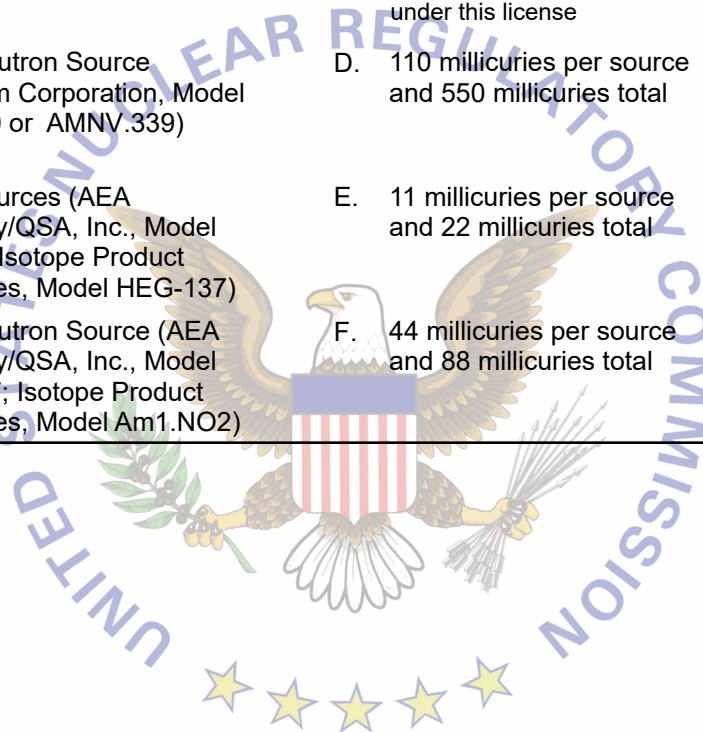 under this license
utron Source
D. 110 millicuries per source
m Corporation, Model
and 550 millicuries total
or AMNV.339)
urces (AEA
E. 11 millicuries per source
y/QSA, Inc., Model
and 22 millicuries total
Isotope Product
es, Model HEG-137)
utron Source (AEA
F. 44 millicuries per source
y/QSA, Inc., Model
and 88 millicuries total
; Isotope Product
es, Model Am1.NO2)
UNITED STATES NUCLEAR REGULATORY COMMISSION